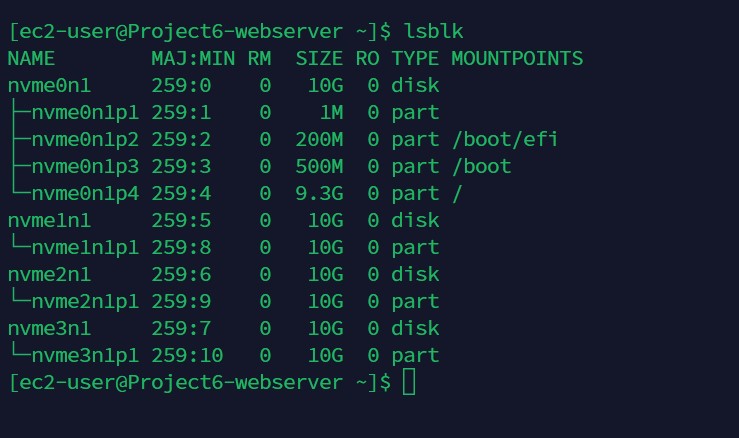 [ec2-user@Project6-webserver ~]$ lsblk
NAME        MAJ:MIN RM  SIZE RO TYPE MOUNTPOINTS
nvme0n1     259:0    0   10G  0 disk
├─nvme0n1p1 259:1    0    1M  0 part
├─nvme0n1p2 259:2    0  200M  0 part /boot/efi
├─nvme0n1p3 259:3    0  500M  0 part /boot
└─nvme0n1p4 259:4    0  9.3G  0 part /
nvme1n1     259:5    0   10G  0 disk
└─nvme1n1p1 259:8    0   10G  0 part
nvme2n1     259:6    0   10G  0 disk
└─nvme2n1p1 259:9    0   10G  0 part
nvme3n1     259:7    0   10G  0 disk
└─nvme3n1p1 259:10   0   10G  0 part
[ec2-user@Project6-webserver ~]$